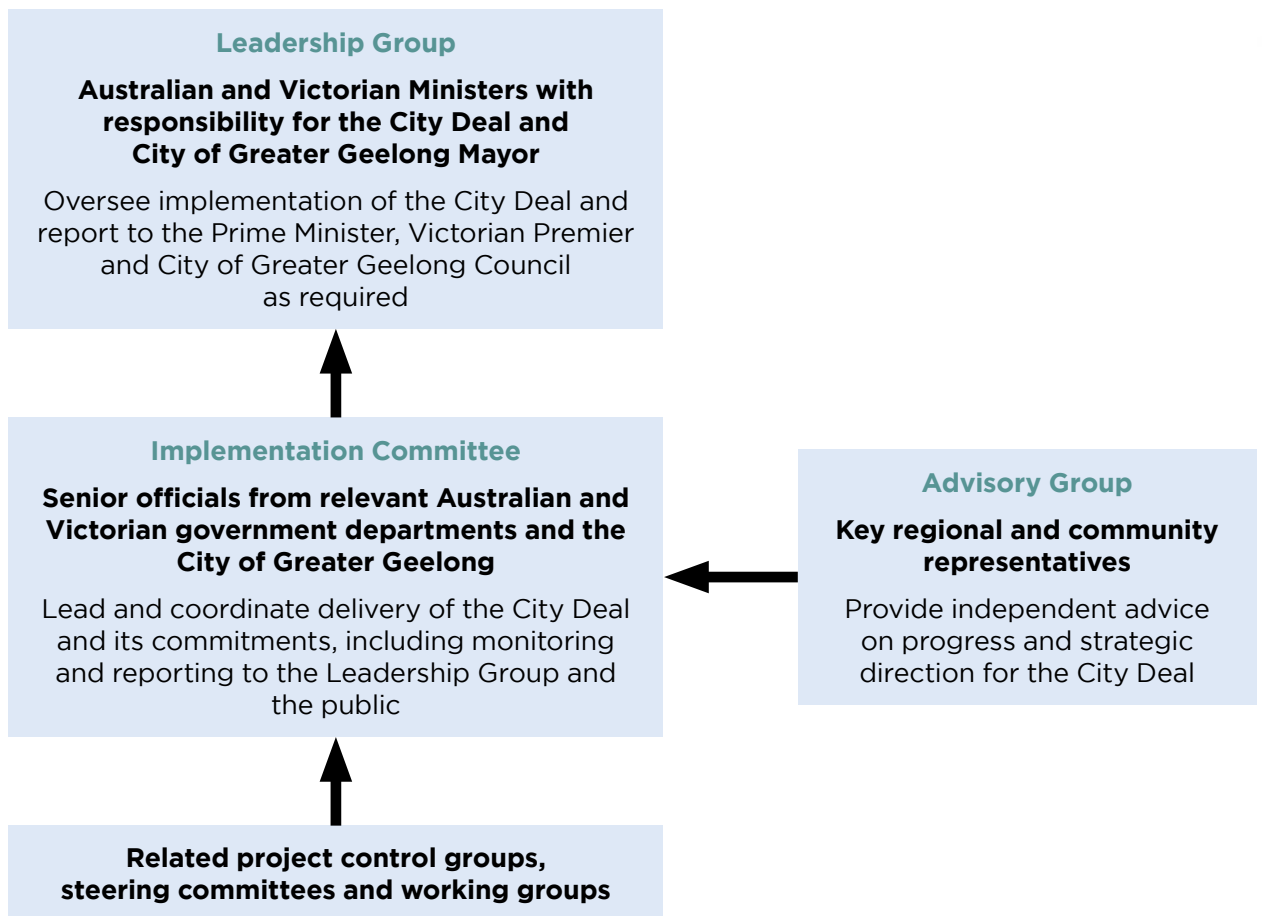 Leadership Group
Australian and Victorian Ministers with
responsibility for the City Deal and
City of Greater Geelong Mayor
Oversee implementation of the City Deal and
report to the Prime Minister, Victorian Premier
and City of Greater Geelong Council
as required
Implementation Committee
Senior officials from relevant Australian and
Victorian government departments and the
City of Greater Geelong
Lead and coordinate delivery of the City Deal
and its commitments, including monitoring
and reporting to the Leadership Group and
the public
Advisory Group
Key regional and community
representatives
Provide independent advice
on progress and strategic
direction for the City Deal
Related project control groups,
steering committees and working groups